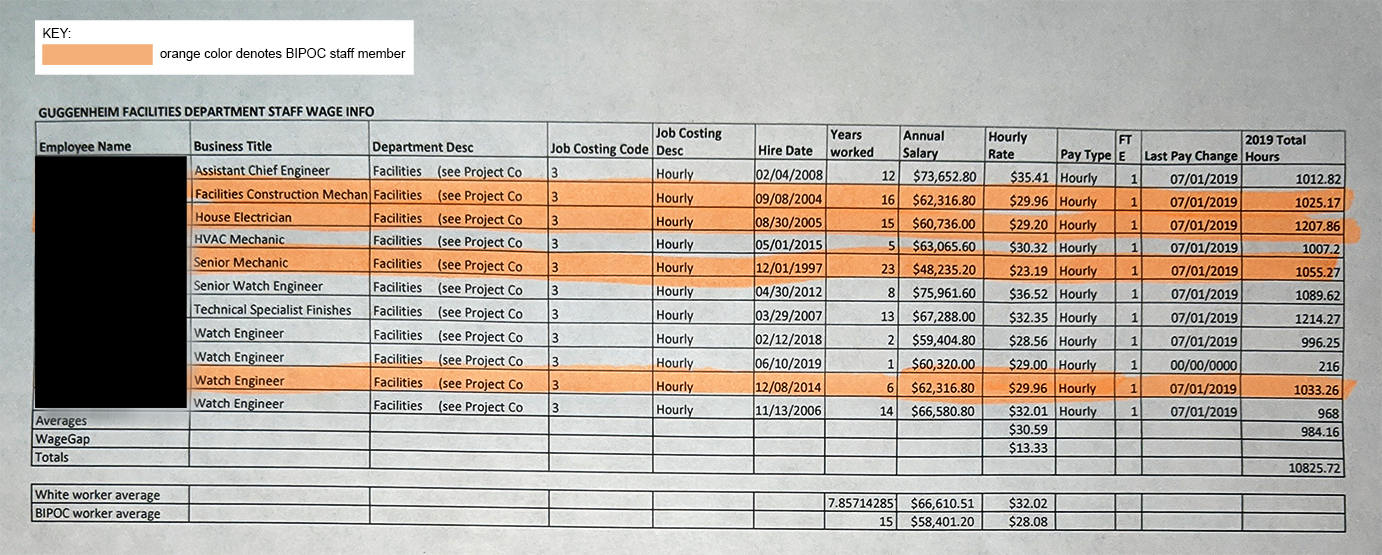 KEY:
orange color denotes BIPOC staff member
GUGGENHEIM FACILITIES DEPARTMENT STAFF WAGE INFO
Employee Name Business Title Department Desc Job Costing Code Job Costing Desc Hire Date Years worked Annual Salary Hourly Rate Pay Type FT E Last Pay Change 2019 Total Hours
Assistant Chief Engineer Facilities (see Project Co 3 Hourly 02/04/2008 12 $73,652.80 $35.41 Hourly 1 07/01/2019 1012.82
Facilities Construction Mechan Facilities (see Project Co 3 Hourly 09/08/2004 16 $62,316.80 $29.96 Hourly 1 07/01/2019 1025.17
House Electrician Facilities (see Project Co 3 Hourly 08/30/2005 15 $60,736.00 $29.20 Hourly 1 07/01/2019 1207.86
HVAC Mechanic Facilities (see Project Co 3 Hourly 05/01/2015 5 $63,065.60 $30.32 Hourly 1 07/01/2019 1007.2
Senior Mechanic Facilities (see Project Co 3 Hourly 12/01/1997 23 $48,235.20 $23.19 Hourly 1 07/01/2019 1055.27
Senior Watch Engineer Facilities (see Project Co 3 Hourly 04/30/2012 8 $75,961.60 $36.52 Hourly 1 07/01/2019 1089.62
Technical Specialist Finishes Facilities (see Project Co 3 Hourly 03/29/2007 13 $67,288.00 $32.35 Hourly 1 07/01/2019 1214.27
Watch Engineer Facilities (see Project Co 3 Hourly 02/12/2018 2 $59,404.80 $28.56 Hourly 1 07/01/2019 996.25
Watch Engineer Facilities (see Project Co 3 Hourly 06/10/2019 1 $60,320.00 $29.00 Hourly 1 00/00/0000 216
Watch Engineer Facilities (see Project Co 3 Hourly 12/08/2014 6 $62,316.80 $29.96 Hourly 1 07/01/2019 1033.26
Watch Engineer Facilities (see Project Co 3 Hourly 11/13/2006 14 $66,580.80 $32.01 Hourly 1 07/01/2019 968
Averages $30.59 984.16
WageGap $13.33
Totals 10825.72
White worker average 7.85714285 $66,610.51 $32.02
BIPOC worker average 15 $58,401.20 $28.08